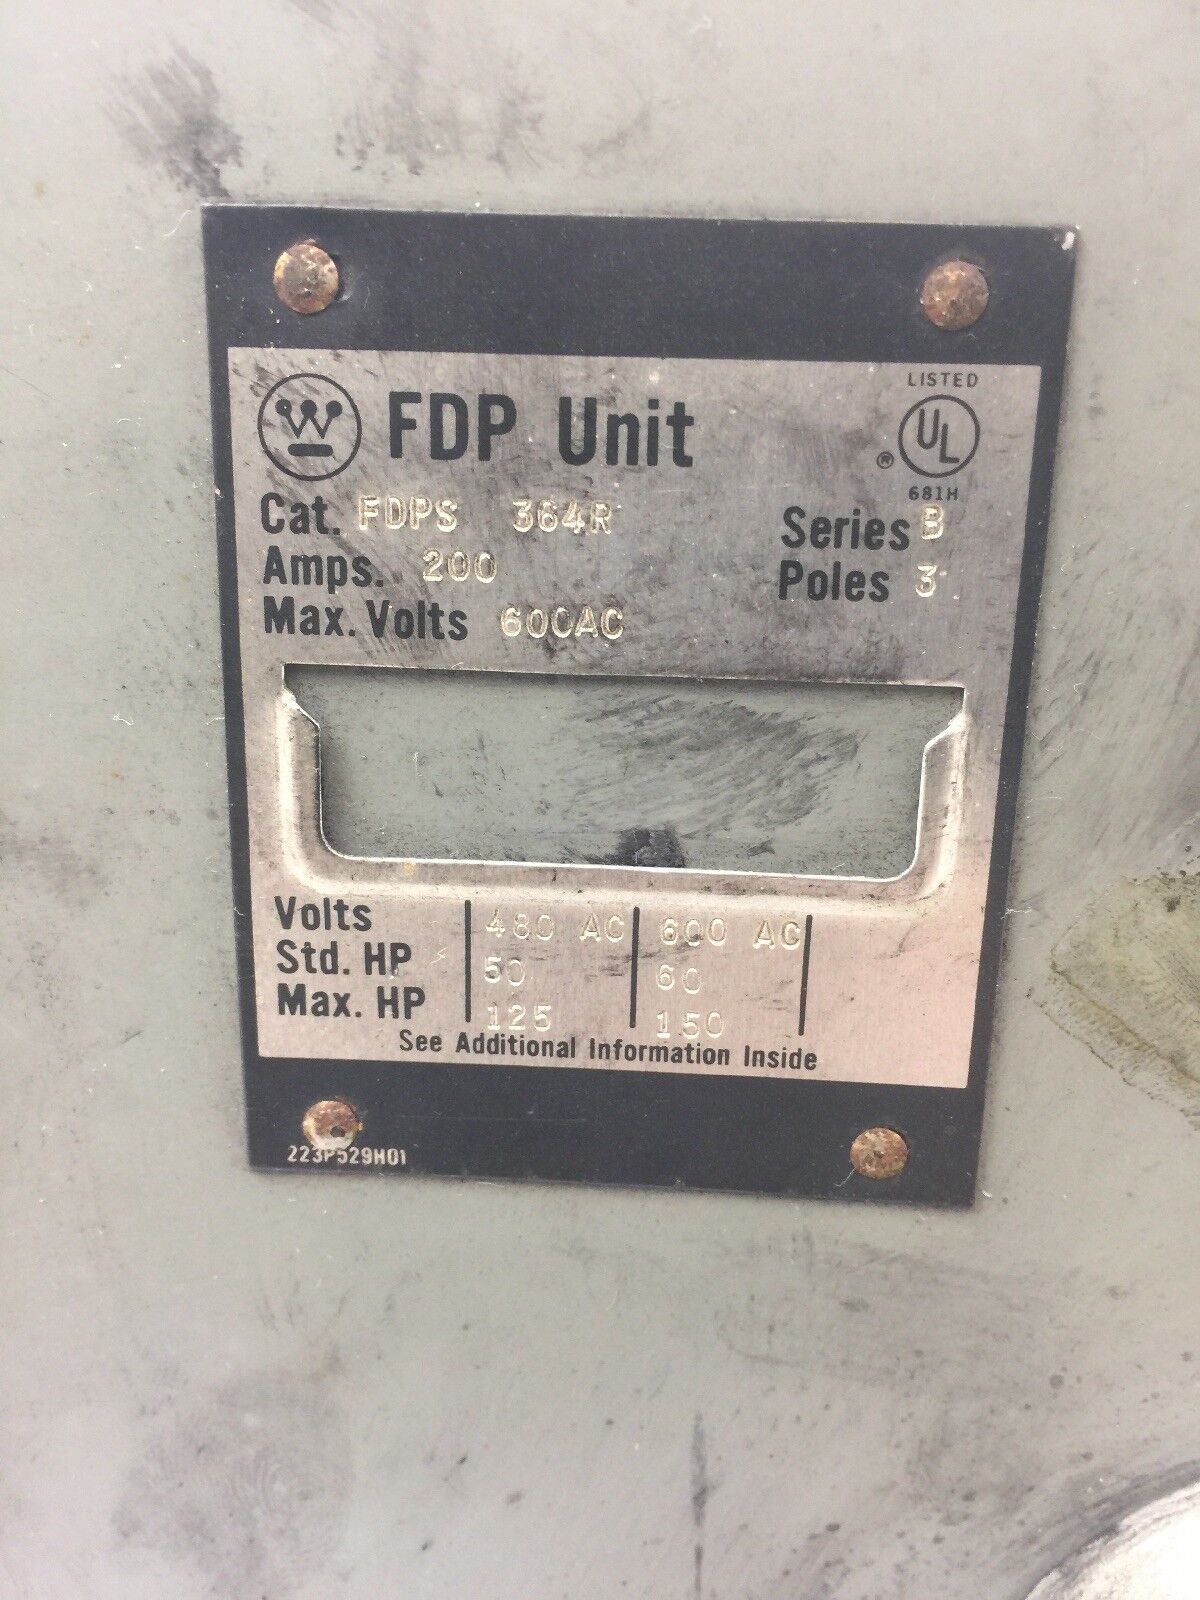 W FDP Unit
LISTED
UL
®
681H
Cat. FDPS 364R
Series B
Amps. 200
Poles 3
Max. Volts 600AC
Volts 480 AC 600 AC
Std. HP 50 60
Max. HP 125 150
See Additional Information Inside
223P529H01